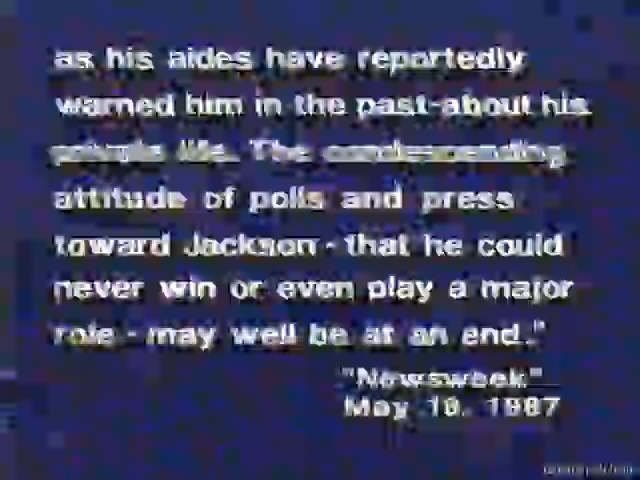 as his aides have reportedly
warned him in the past-about his
private life. The condescending
attitude of polls and press
toward Jackson - that he could
never win or even play a major
role - may well be at an end."
"Newsweek"
May 18, 1987